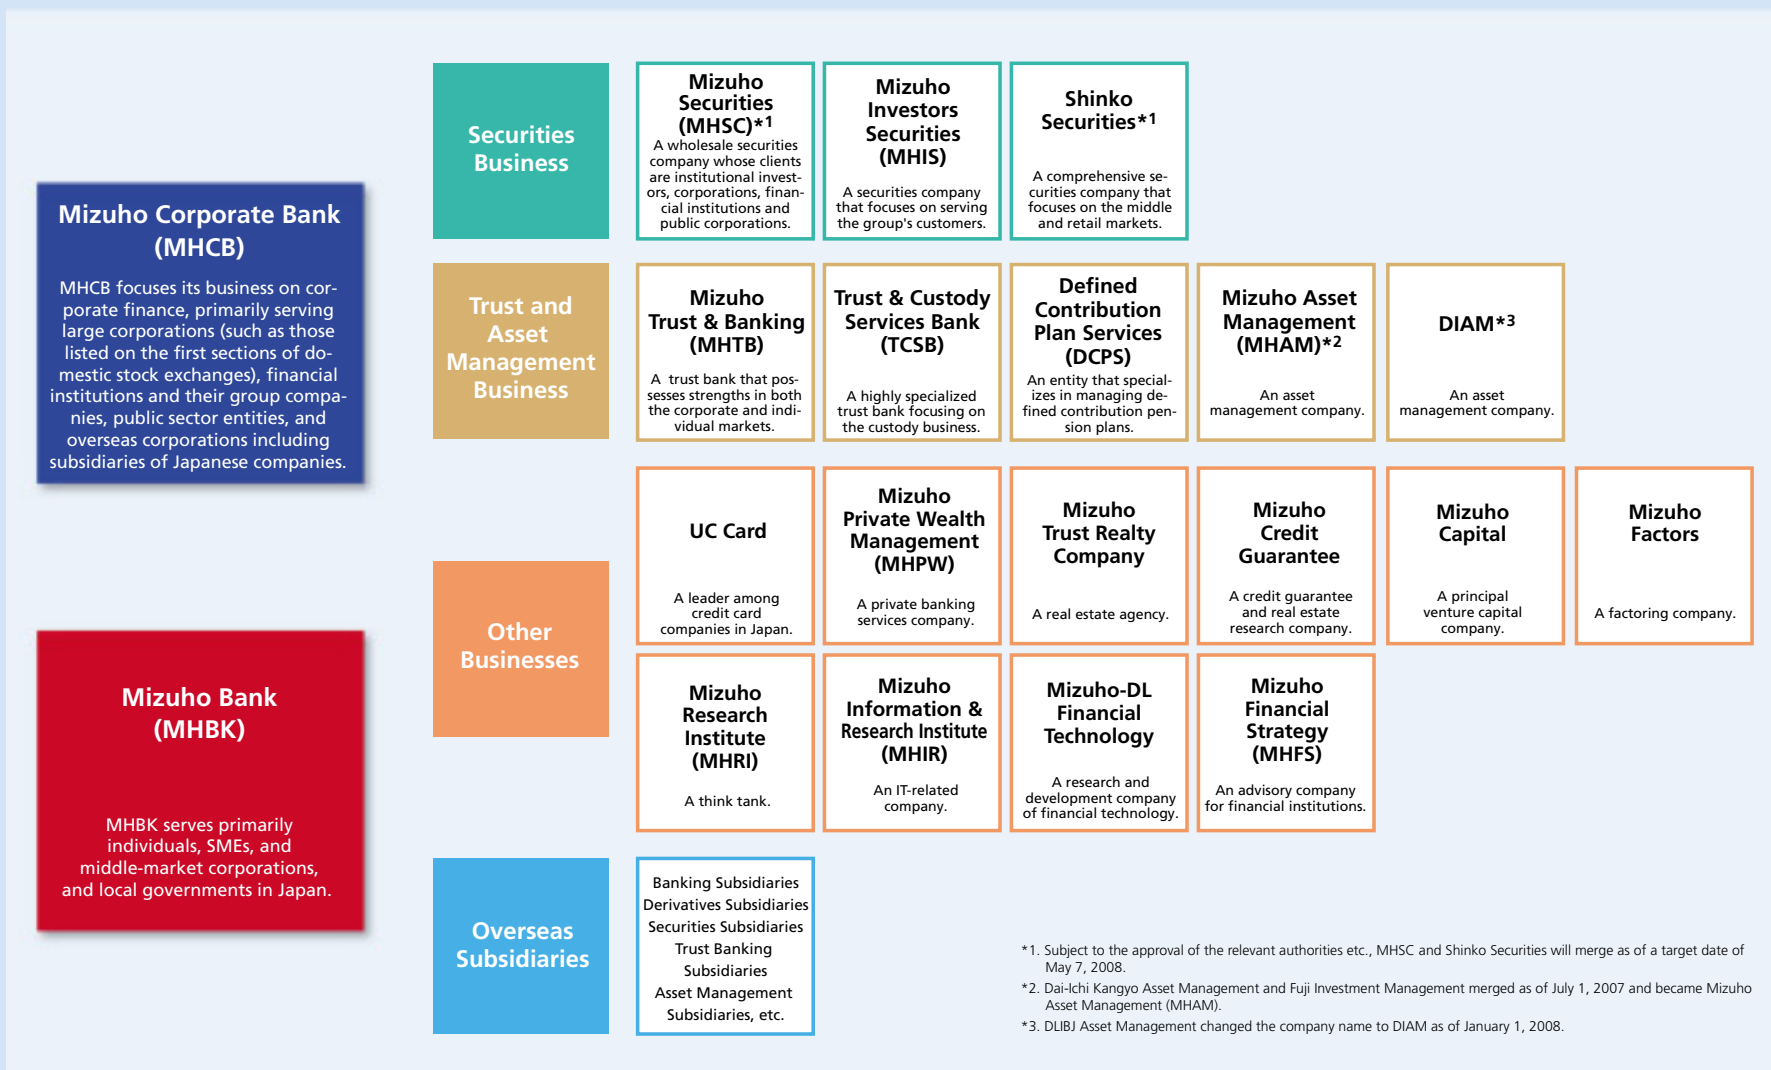 Mizuho Corporate Bank
(MHCB)
MHCB focuses its business on cor-
porate finance, primarily serving
large corporations (such as those
listed on the first sections of do-
mestic stock exchanges), financial
institutions and their group compa-
nies, public sector entities, and
overseas corporations including
subsidiaries of Japanese companies.
Mizuho Bank
(MHBK)
MHBK serves primarily
individuals, SMEs, and
middle-market corporations,
and local governments in Japan.
Securities
Business
Mizuho
Securities
(MHSC)*1
A wholesale securities
company whose clients
are institutional invest-
ors, corporations, finan-
cial institutions and
public corporations.
Mizuho
Investors
Securities
(MHIS)
A securities company
that focuses on serving
the group's customers.
Shinko
Securities*1
A comprehensive se-
curities company that
focuses on the middle
and retail markets.
Trust and
Asset
Management
Business
Mizuho
Trust & Banking
(MHTB)
A trust bank that pos-
sesses strengths in both
the corporate and indi-
vidual markets.
Trust & Custody
Services Bank
(TCSB)
A highly specialized
trust bank focusing on
the custody business.
Defined
Contribution
Plan Services
(DCPS)
An entity that special-
izes in managing de-
fined contribution pen-
sion plans.
Mizuho Asset
Management
(MHAM)*2
An asset
management company.
DIAM*3
An asset
management company.
Other
Businesses
UC Card
A leader among
credit card
companies in Japan.
Mizuho
Private Wealth
Management
(MHPW)
A private banking
services company.
Mizuho
Trust Realty
Company
A real estate agency.
Mizuho
Credit
Guarantee
A credit guarantee
and real estate
research company.
Mizuho
Capital
A principal
venture capital
company.
Mizuho
Factors
A factoring company.
Mizuho
Research
Institute
(MHRI)
A think tank.
Mizuho
Information &
Research Institute
(MHIR)
An IT-related
company.
Mizuho-DL
Financial
Technology
A research and
development company
of financial technology.
Mizuho
Financial
Strategy
(MHFS)
An advisory company
for financial institutions.
Overseas
Subsidiaries
Banking Subsidiaries
Derivatives Subsidiaries
Securities Subsidiaries
Trust Banking
Subsidiaries
Asset Management
Subsidiaries, etc.
*1. Subject to the approval of the relevant authorities etc., MHSC and Shinko Securities will merge as of a target date of
May 7, 2008.
*2. Dai-Ichi Kangyo Asset Management and Fuji Investment Management merged as of July 1, 2007 and became Mizuho
Asset Management (MHAM).
*3. DLIBJ Asset Management changed the company name to DIAM as of January 1, 2008.